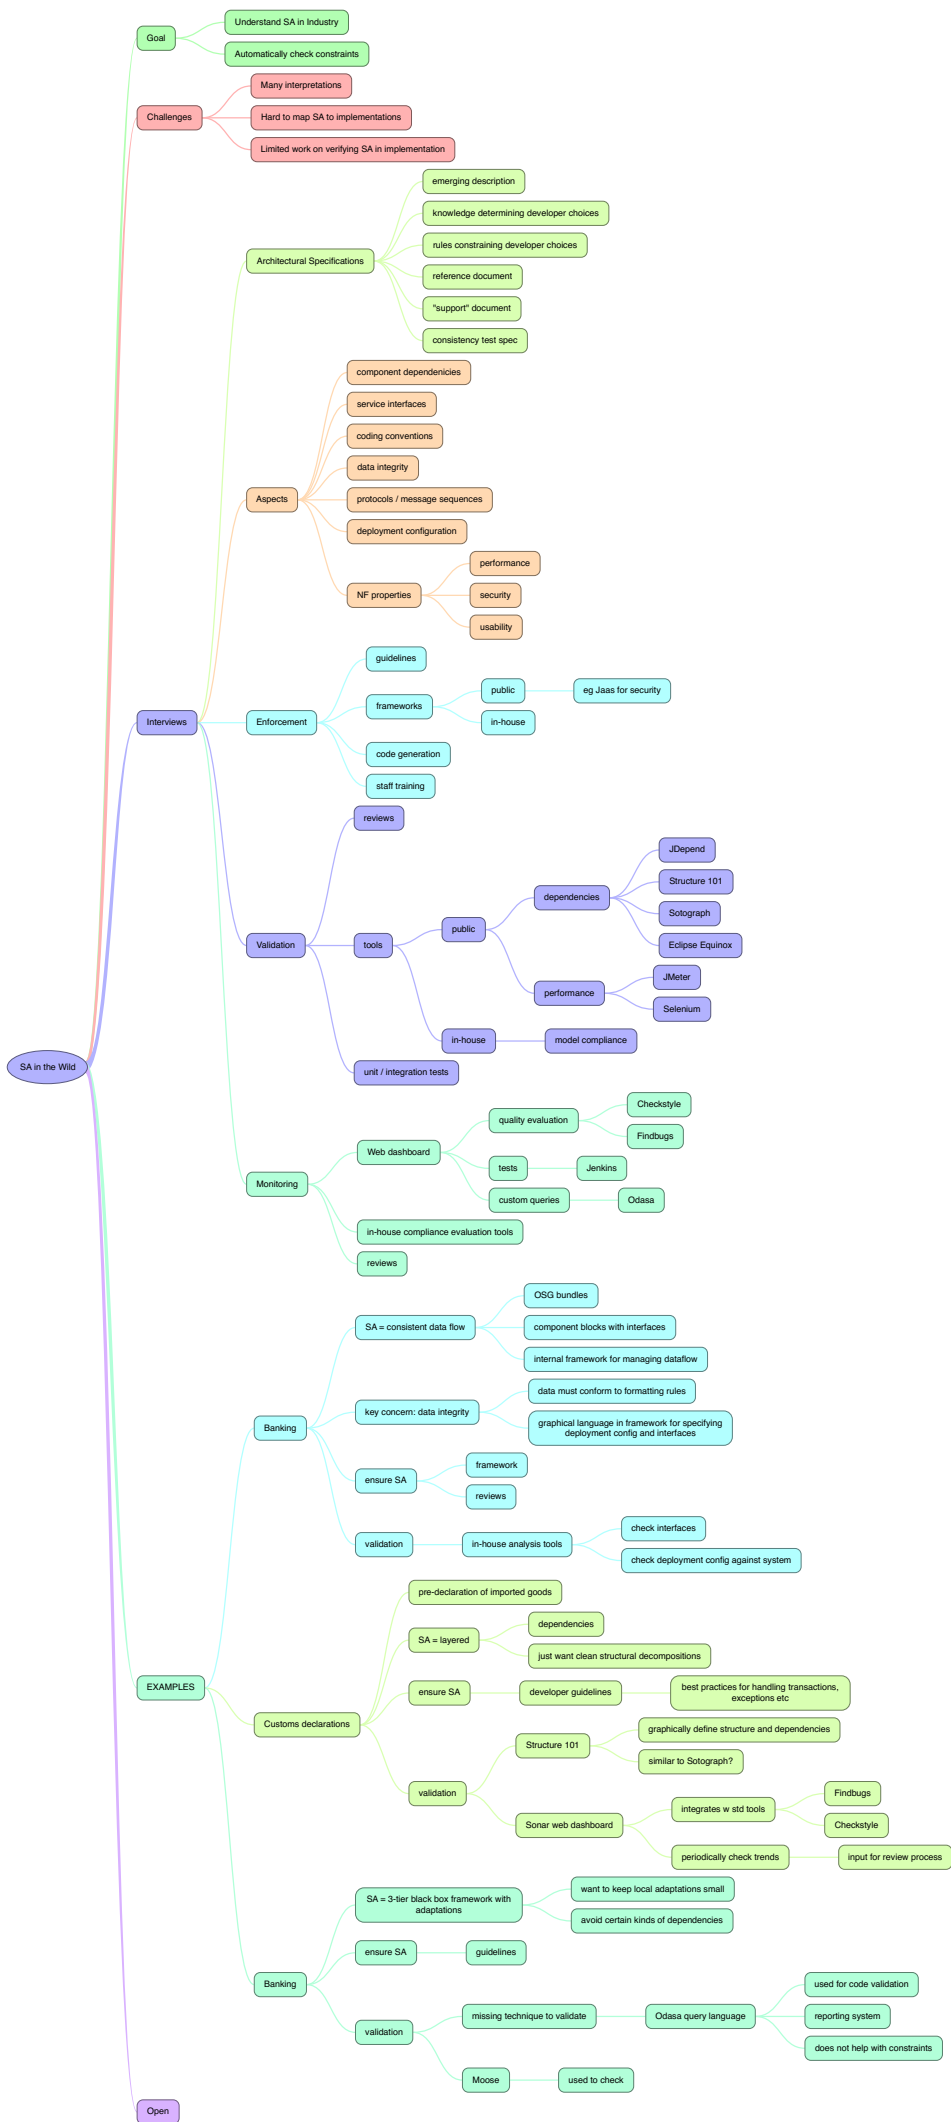 SA in the Wild
Goal
Understand SA in Industry
Automatically check constraints
Challenges
Many interpretations
Hard to map SA to implementations
Limited work on verifying SA in implementation
Interviews
Architectural Specifications
emerging description
knowledge determining developer choices
rules constraining developer choices
reference document
"support" document
consistency test spec
Aspects
component dependenicies
service interfaces
coding conventions
data integrity
protocols / message sequences
deployment configuration
NF properties
performance
security
usability
Enforcement
guidelines
frameworks
public
eg Jaas for security
in-house
code generation
staff training
Validation
reviews
tools
public
dependencies
JDepend
Structure 101
Sotograph
Eclipse Equinox
performance
JMeter
Selenium
in-house
model compliance
unit / integration tests
Monitoring
Web dashboard
quality evaluation
Checkstyle
Findbugs
tests
Jenkins
custom queries
Odasa
in-house compliance evaluation tools
reviews
EXAMPLES
Banking
SA = consistent data flow
OSG bundles
component blocks with interfaces
internal framework for managing dataflow
key concern: data integrity
data must conform to formatting rules
graphical language in framework for specifying
deployment config and interfaces
ensure SA
framework
reviews
validation
in-house analysis tools
check interfaces
check deployment config against system
Customs declarations
pre-declaration of imported goods
SA = layered
dependencies
just want clean structural decompositions
ensure SA
developer guidelines
best practices for handling transactions,
exceptions etc
validation
Structure 101
graphically define structure and dependencies
similar to Sotograph?
Sonar web dashboard
integrates w std tools
Findbugs
Checkstyle
periodically check trends
input for review process
Banking
SA = 3-tier black box framework with
adaptations
want to keep local adaptations small
avoid certain kinds of dependencies
ensure SA
guidelines
validation
missing technique to validate
Odasa query language
used for code validation
reporting system
does not help with constraints
Moose
used to check
Open